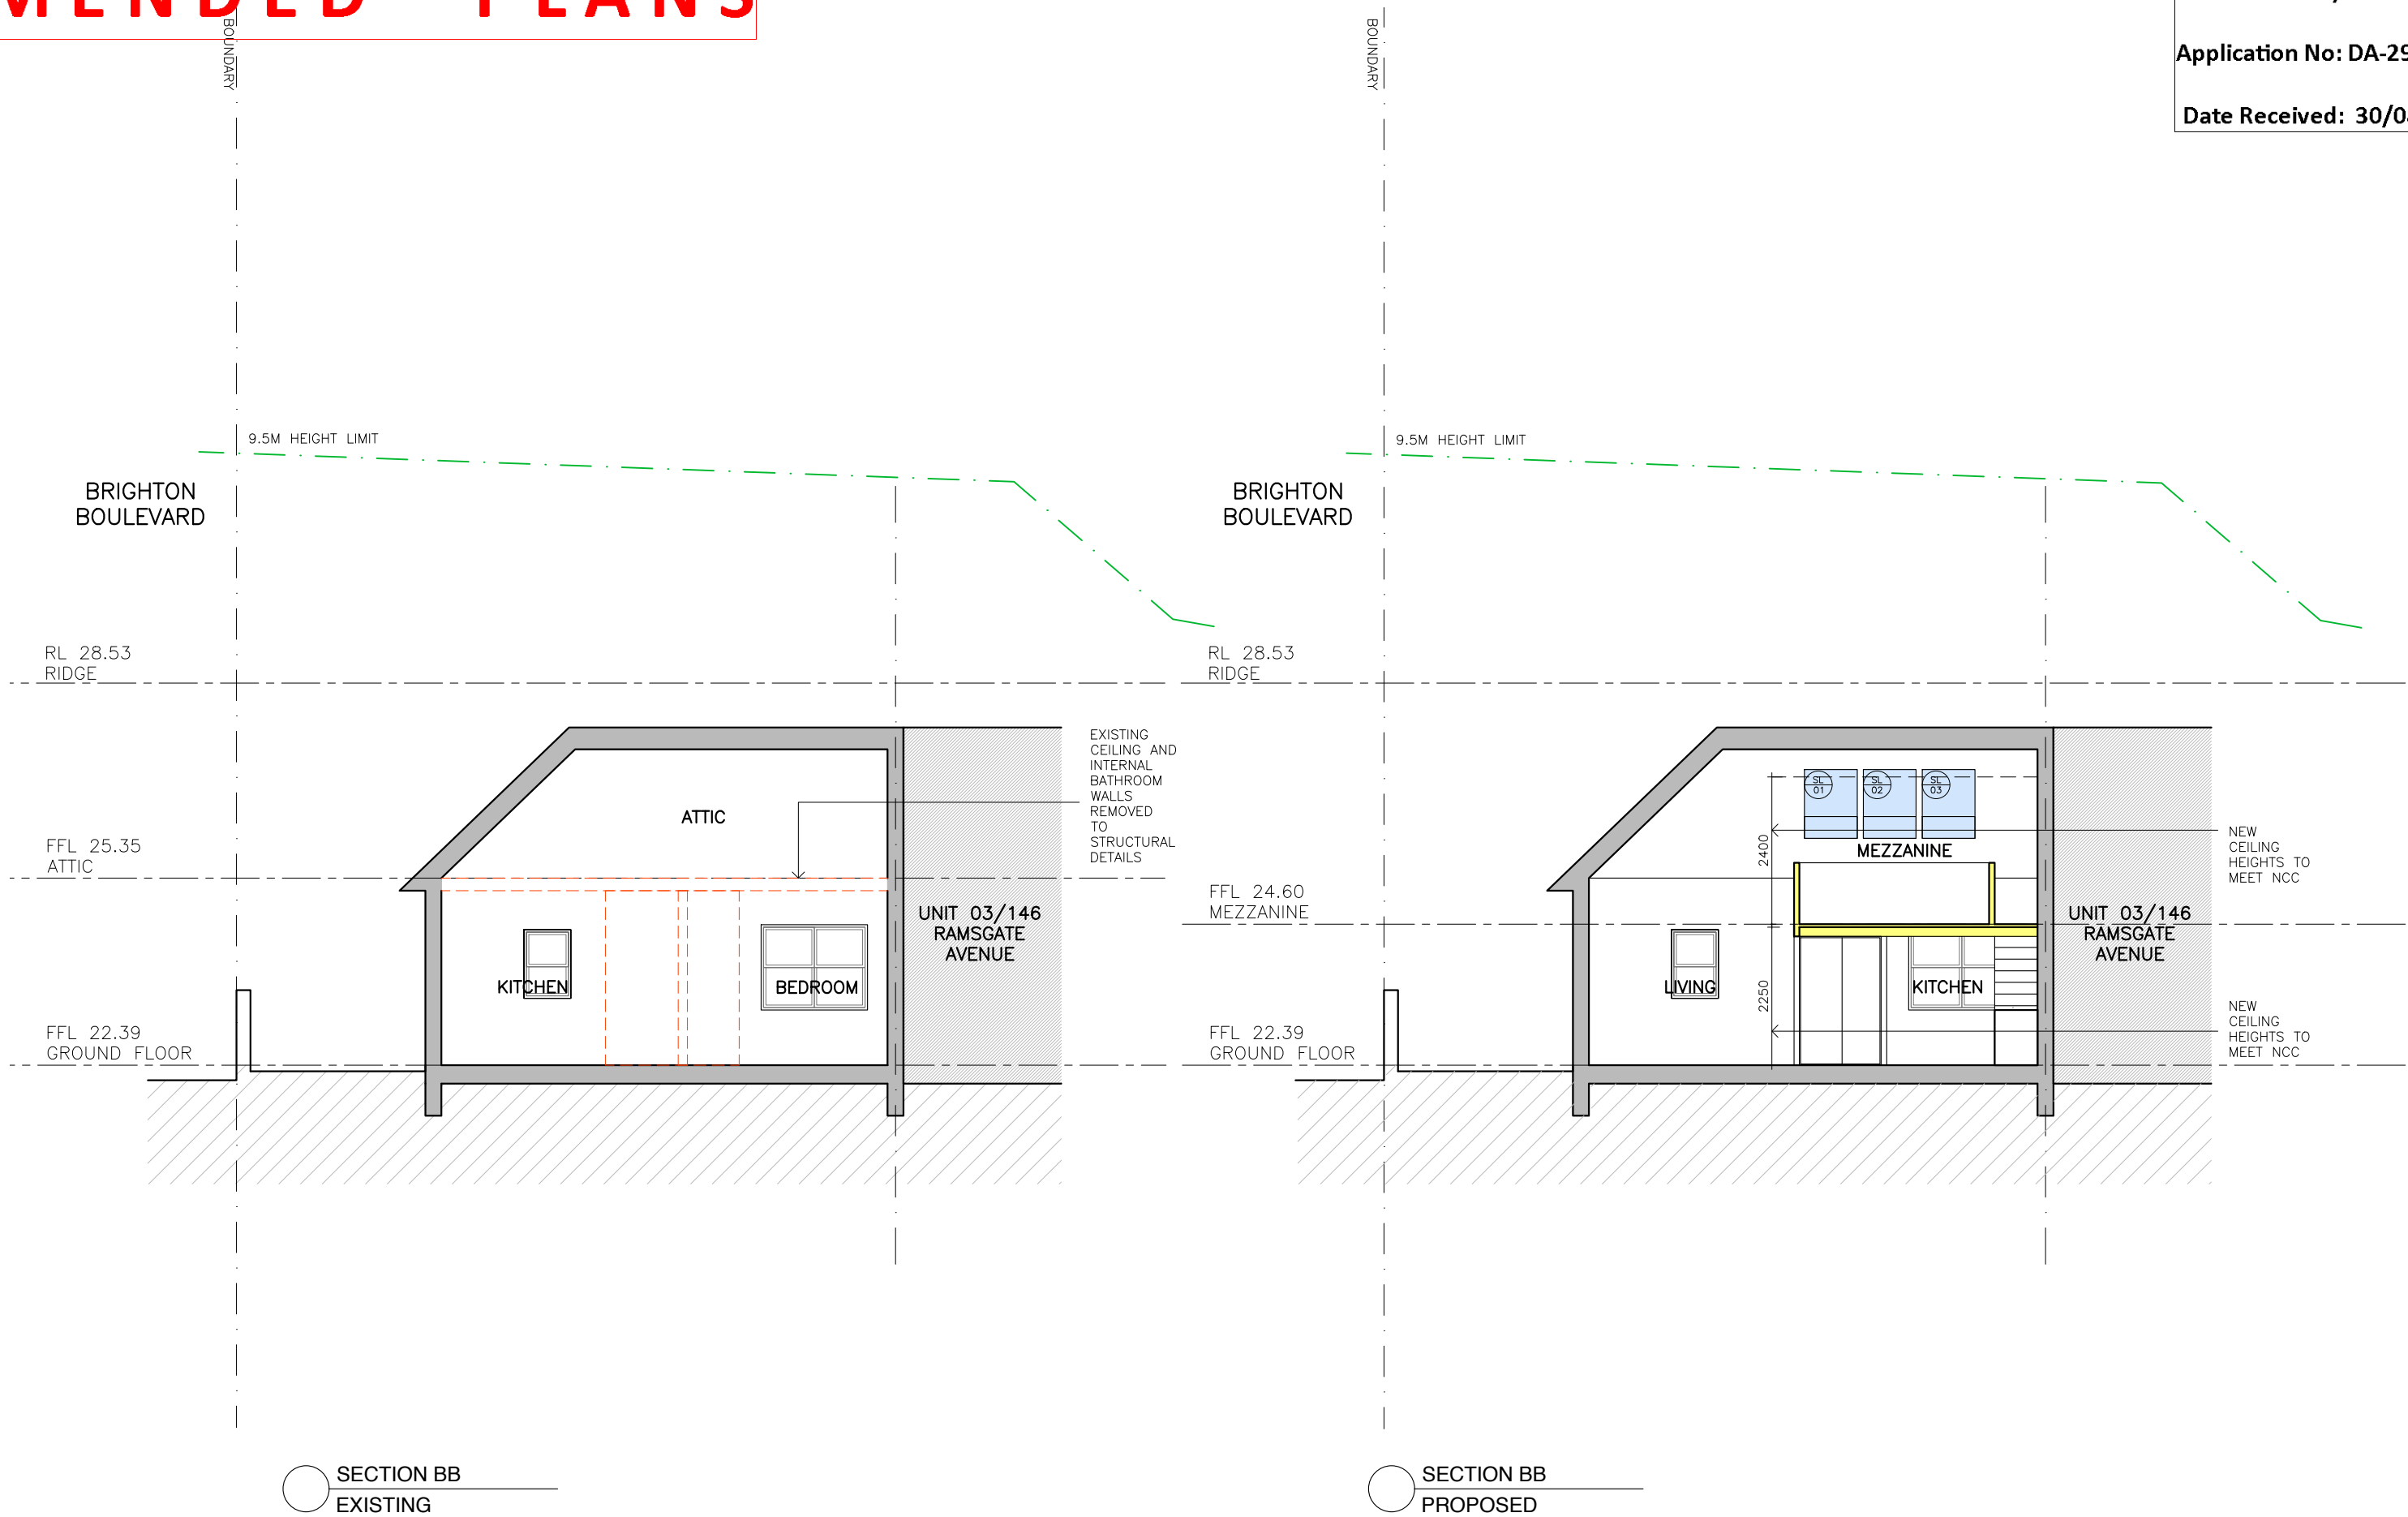 PLANS
Application No: DA-29
Date Received: 30/0
BOUNDARY
9.5M HEIGHT LIMIT
BRIGHTON
BOULEVARD
RL 28.53
RIDGE
FFL 25.35
ATTIC
FFL 22.39
GROUND FLOOR
ATTIC
KITCHEN
BEDROOM
EXISTING
CEILING AND
INTERNAL
BATHROOM
WALLS
REMOVED
TO
STRUCTURAL
DETAILS
UNIT 03/146
RAMSGATE
AVENUE
SECTION BB
EXISTING
BOUNDARY
9.5M HEIGHT LIMIT
BRIGHTON
BOULEVARD
RL 28.53
RIDGE
FFL 24.60
MEZZANINE
FFL 22.39
GROUND FLOOR
SL
01
SL
02
SL
03
2400
MEZZANINE
2250
LIVING
KITCHEN
UNIT 03/146
RAMSGATE
AVENUE
NEW
CEILING
HEIGHTS TO
MEET NCC
NEW
CEILING
HEIGHTS TO
MEET NCC
SECTION BB
PROPOSED